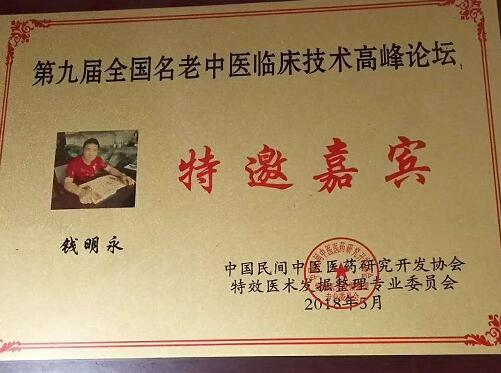 第九届全国名老中医临床技术高峰论坛
特邀嘉宾
钱明永
中国民间中医医药研究开发协会
特效医术发掘整理专业委员会
2018年5月